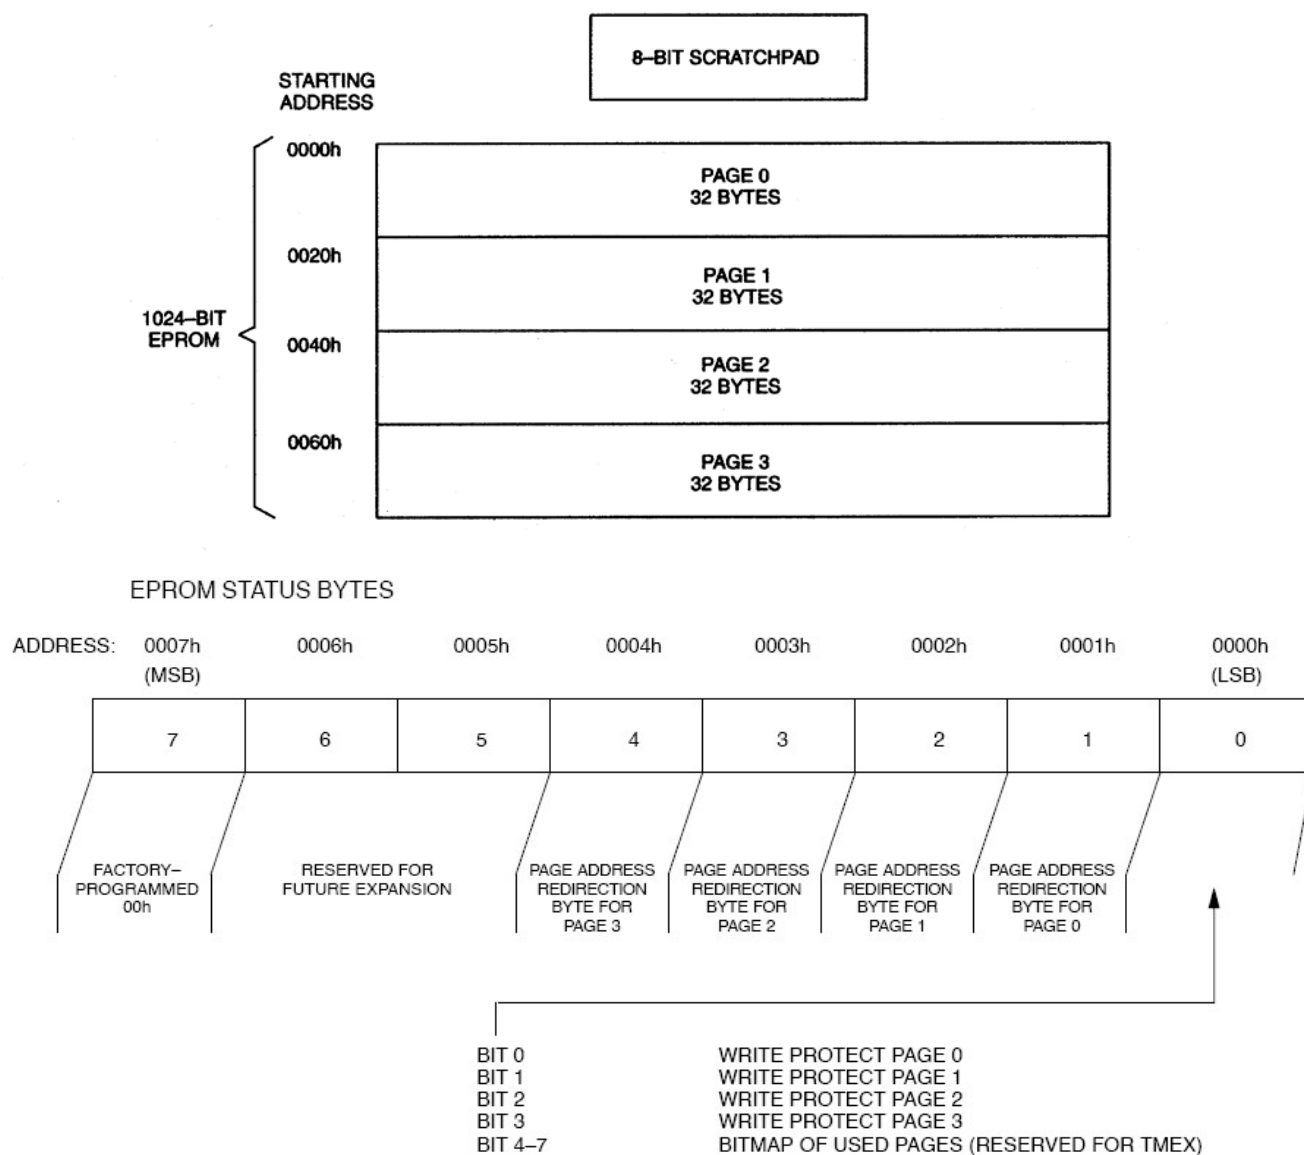 8–BIT SCRATCHPAD
STARTING
ADDRESS
0000h
PAGE 0
32 BYTES
0020h
PAGE 1
32 BYTES
1024–BIT
EPROM
0040h
PAGE 2
32 BYTES
0060h
PAGE 3
32 BYTES
EPROM STATUS BYTES
ADDRESS: 0007h 0006h 0005h 0004h 0003h 0002h 0001h 0000h
(MSB) (LSB)
7 6 5 4 3 2 1 0
FACTORY–
PROGRAMMED
00h
RESERVED FOR
FUTURE EXPANSION
PAGE ADDRESS
REDIRECTION
BYTE FOR
PAGE 3
PAGE ADDRESS
REDIRECTION
BYTE FOR
PAGE 2
PAGE ADDRESS
REDIRECTION
BYTE FOR
PAGE 1
PAGE ADDRESS
REDIRECTION
BYTE FOR
PAGE 0
BIT 0 WRITE PROTECT PAGE 0
BIT 1 WRITE PROTECT PAGE 1
BIT 2 WRITE PROTECT PAGE 2
BIT 3 WRITE PROTECT PAGE 3
BIT 4–7 BITMAP OF USED PAGES (RESERVED FOR TMEX)